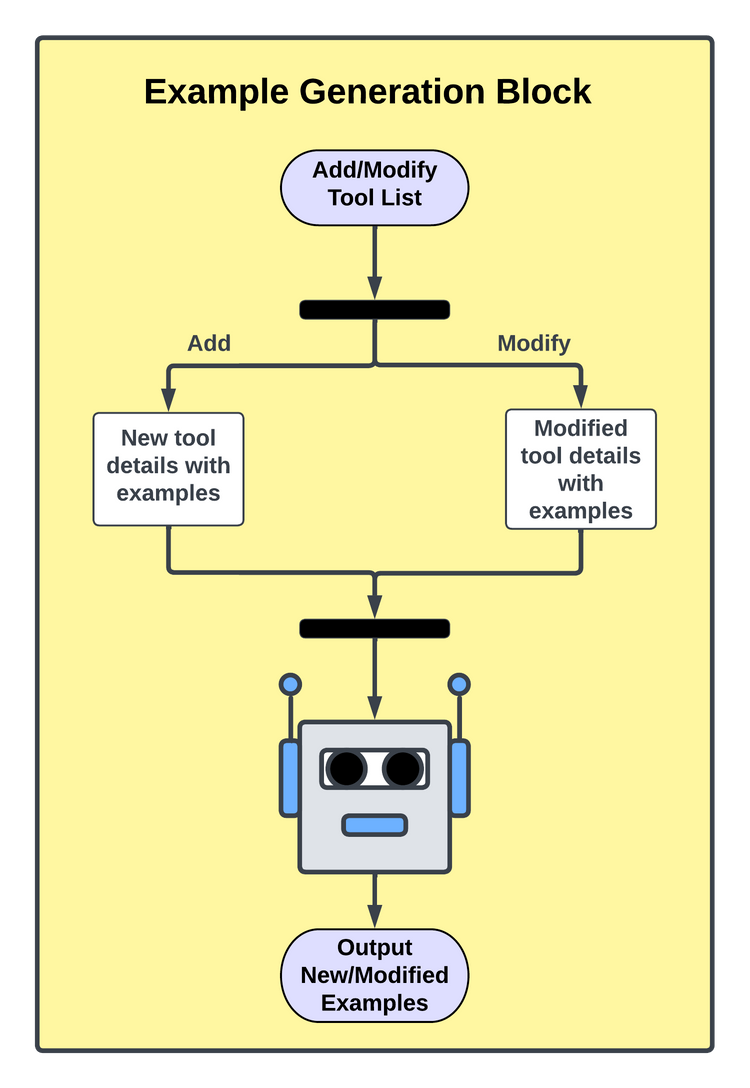 Example Generation Block
Add/Modify
Tool List
Add
Modify
New tool
details with
examples
Modified
tool details
with
examples
Output
New/Modified
Examples